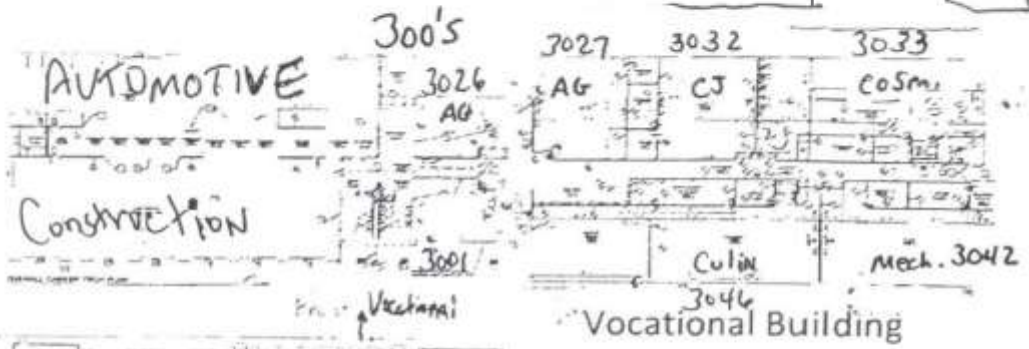 300's
AUTOMOTIVE
3026
AG
3027
AG
3032
CJ
3033
Cosm.
Construction
3001
Culin
3046
Mech. 3042
Vocational
Vocational Building